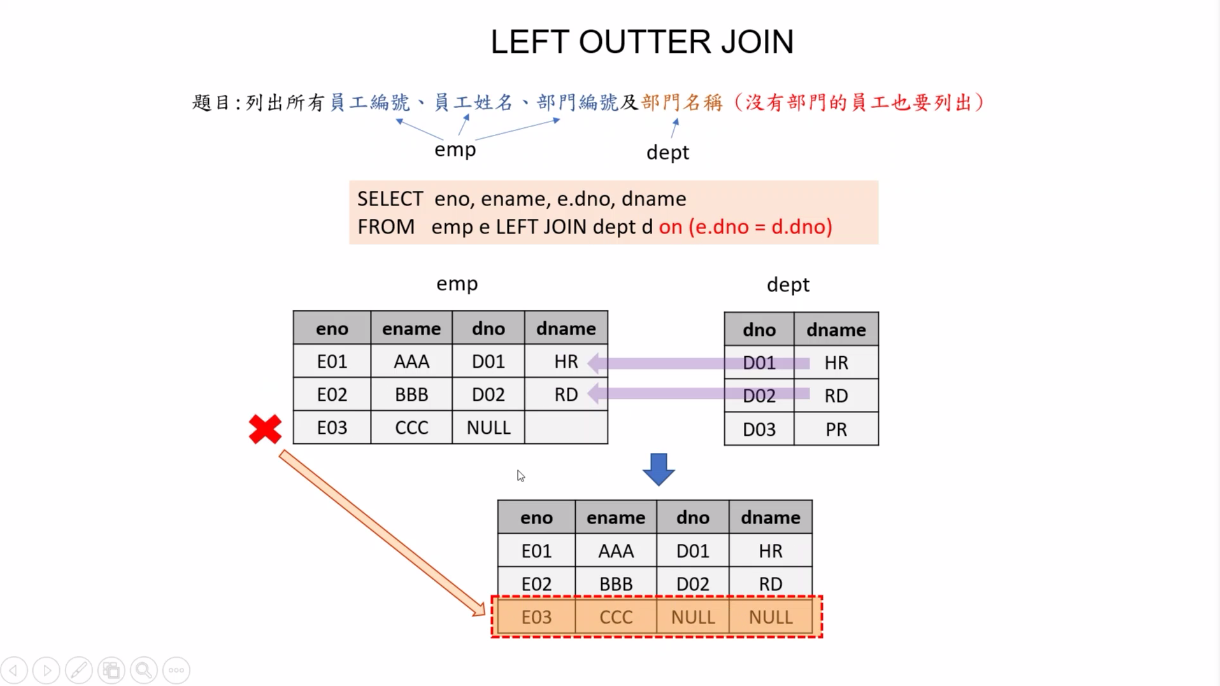 LEFT OUTTER JOIN
題目:列出所有員工編號、員工姓名、部門編號及部門名稱（沒有部門的員工也要列出）
emp dept
SELECT eno, ename, e.dno, dname
FROM emp e LEFT JOIN dept d on (e.dno = d.dno)
emp dept
eno ename dno dname dno dname
E01 AAA D01 HR D01 HR
E02 BBB D02 RD D02 RD
E03 CCC NULL D03 PR
eno ename dno dname
E01 AAA D01 HR
E02 BBB D02 RD
E03 CCC NULL NULL